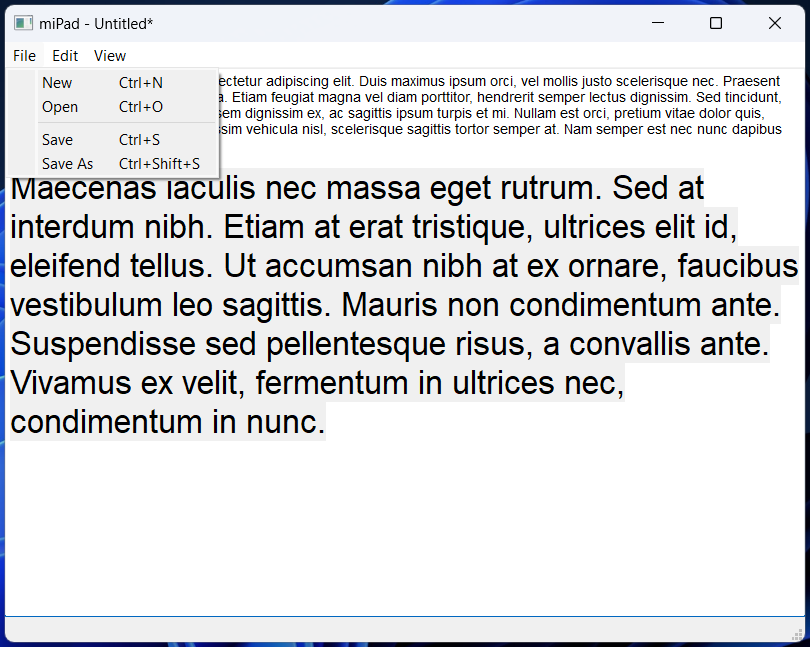 miPad - Untitled*
File Edit View
New Ctrl+N
Open Ctrl+O
Save Ctrl+S
Save As Ctrl+Shift+S
ectetur adipiscing elit. Duis maximus ipsum orci, vel mollis justo scelerisque nec. Praesent
a. Etiam feugiat magna vel diam porttitor, hendrerit semper lectus dignissim. Sed tincidunt,
sem dignissim ex, ac sagittis ipsum turpis et mi. Nullam est orci, pretium vitae dolor quis,
ssim vehicula nisl, scelerisque sagittis tortor semper at. Nam semper est nec nunc dapibus
Maecenas iaculis nec massa eget rutrum. Sed at
interdum nibh. Etiam at erat tristique, ultrices elit id,
eleifend tellus. Ut accumsan nibh at ex ornare, faucibus
vestibulum leo sagittis. Mauris non condimentum ante.
Suspendisse sed pellentesque risus, a convallis ante.
Vivamus ex velit, fermentum in ultrices nec,
condimentum in nunc.